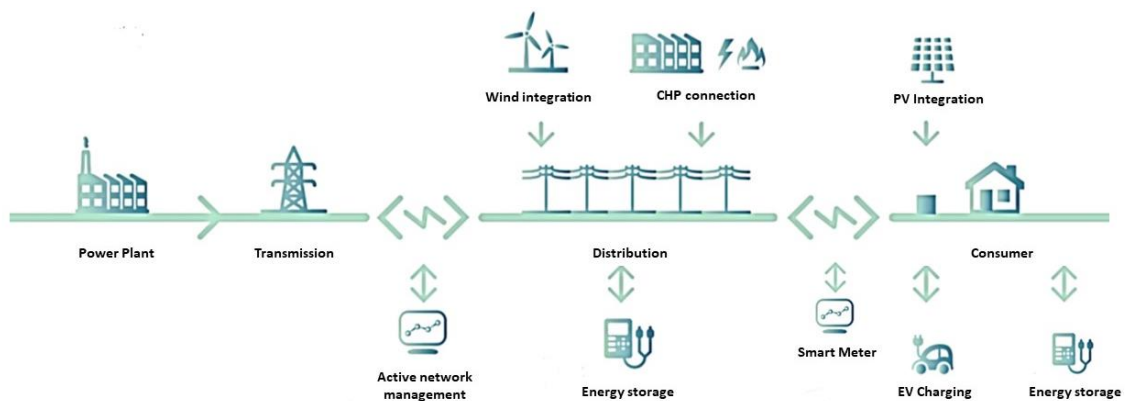 Wind integration
CHP connection
PV Integration
Power Plant
Transmission
Distribution
Consumer
Active network
management
Energy storage
Smart Meter
EV Charging
Energy storage